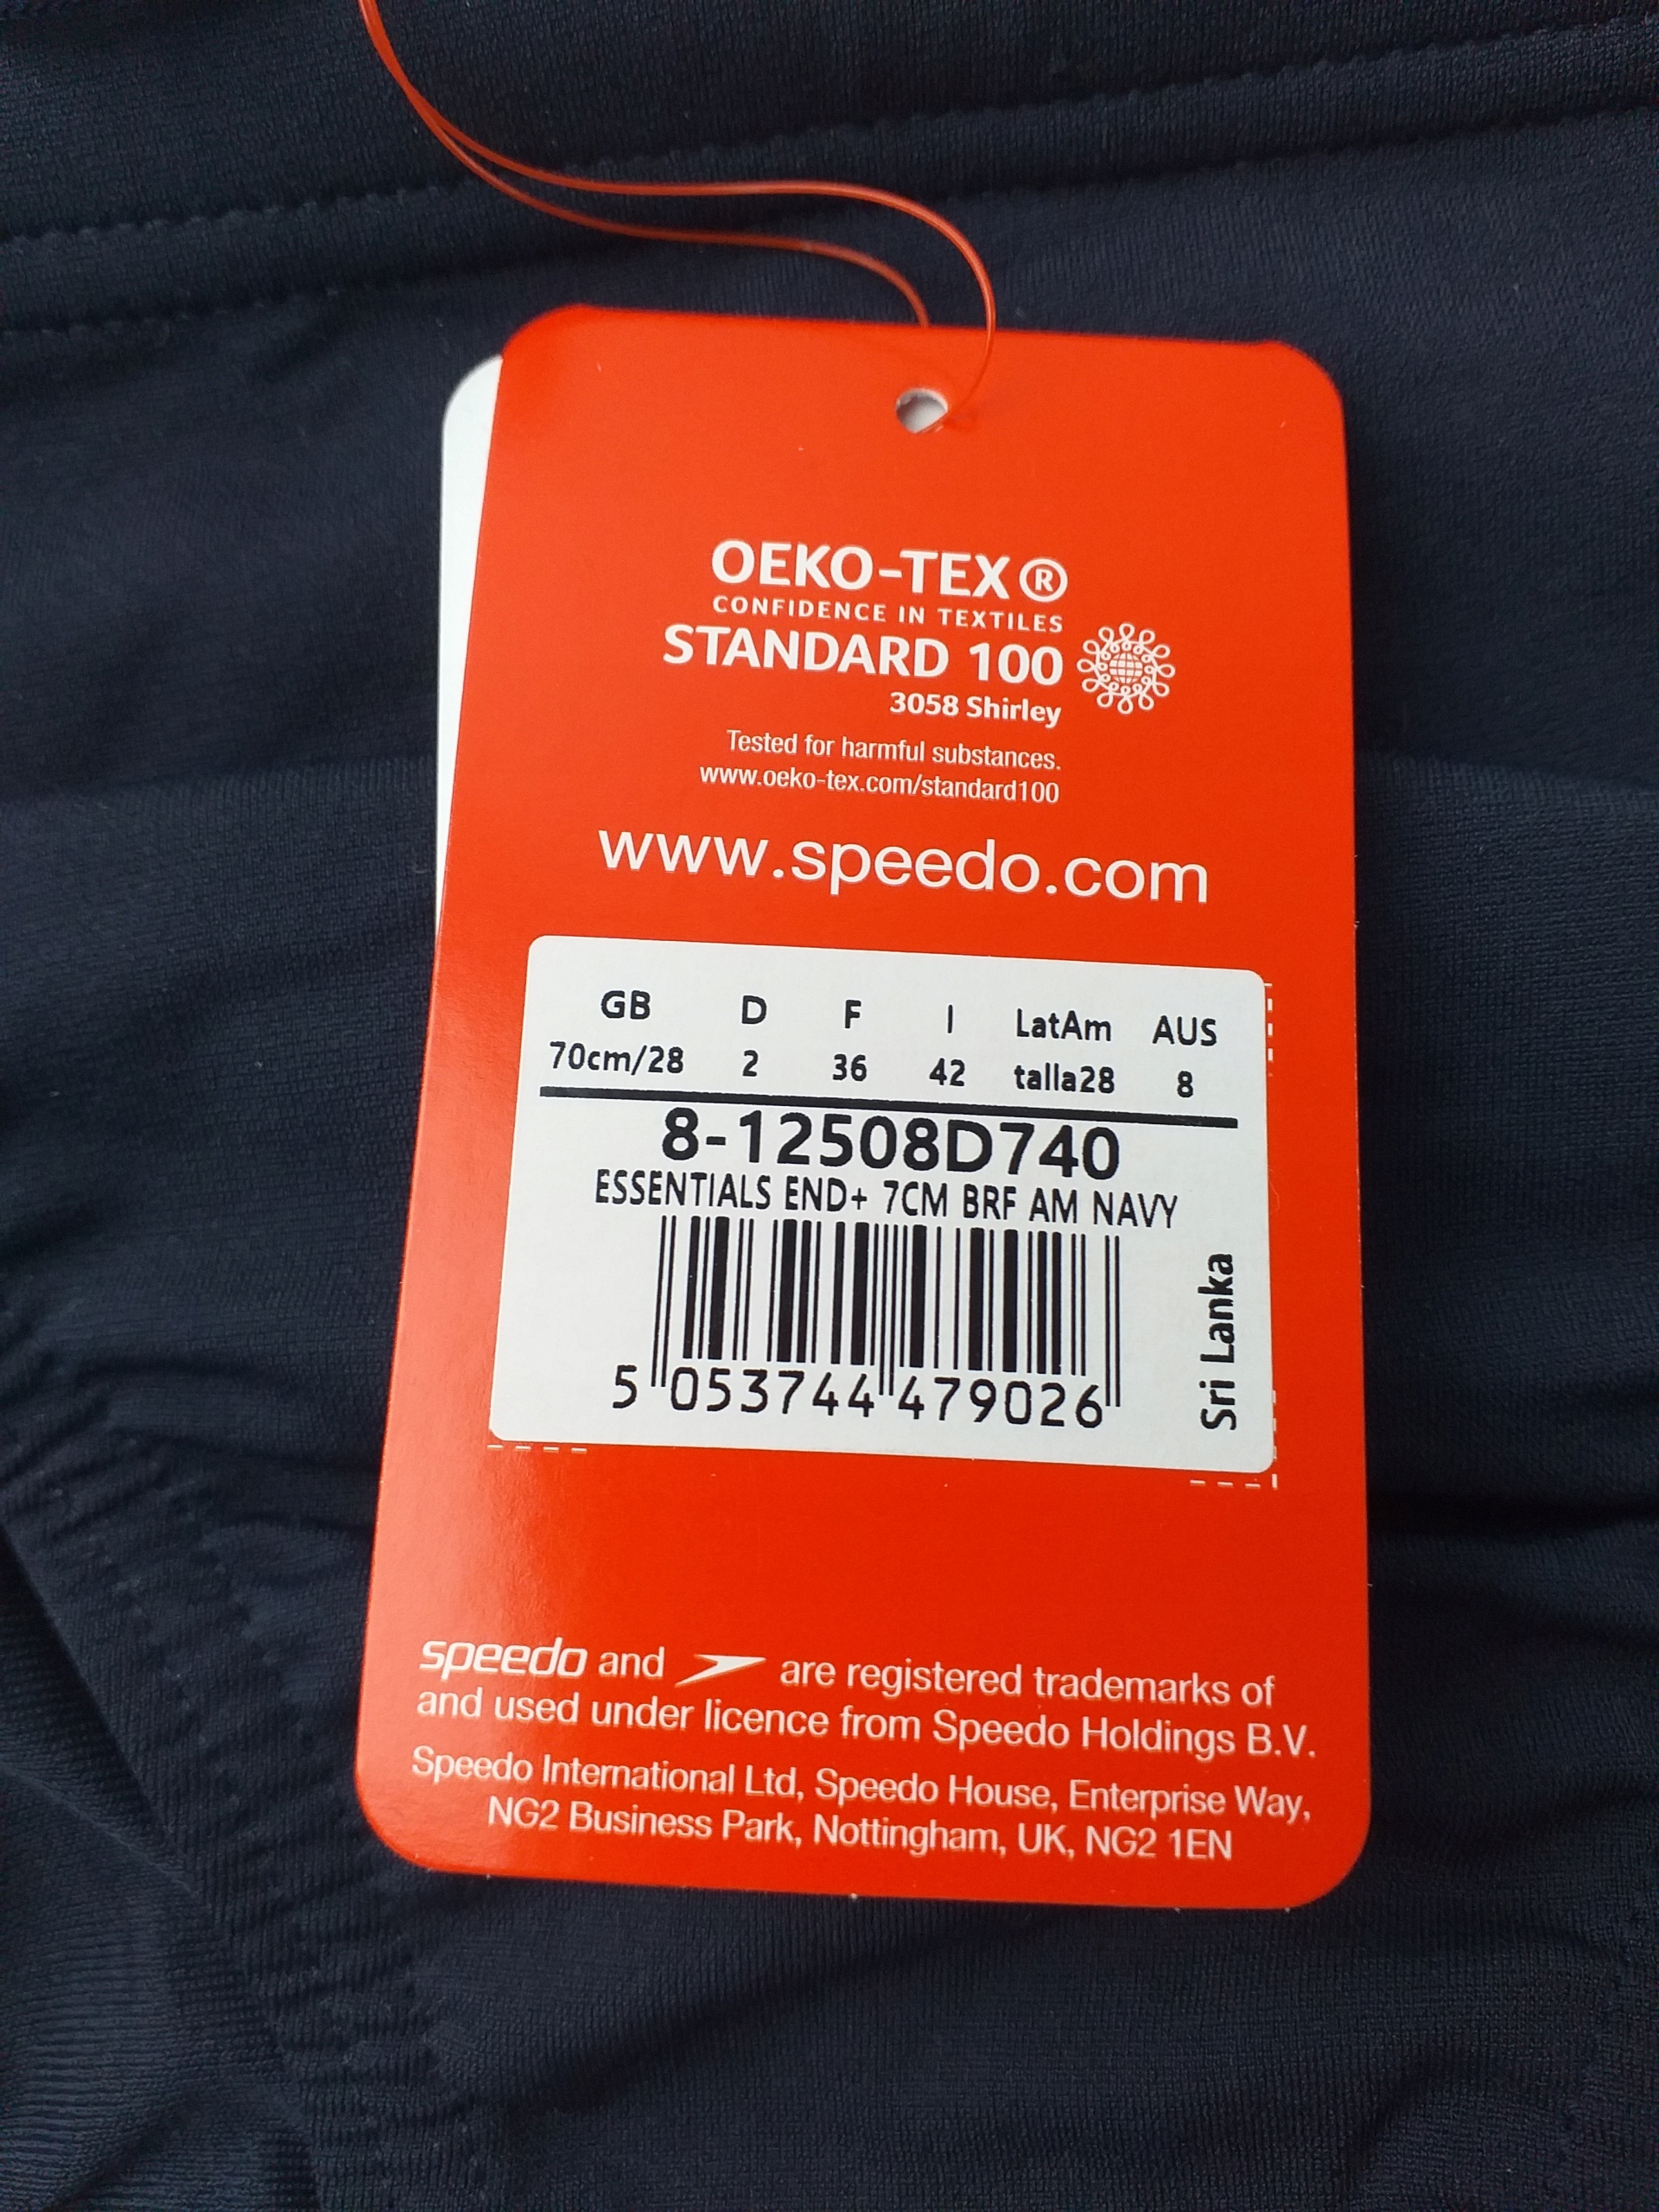 OEKO-TEX®
CONFIDENCE IN TEXTILES
STANDARD 100
3058 Shirley
Tested for harmful substances.
www.oeko-tex.com/standard100
www.speedo.com
GB D F I LatAm AUS
70cm/28 2 36 42 talla28 8
8-12508D740
ESSENTIALS END+ 7CM BRF AM NAVY
5 053744 479026
Sri Lanka
speedo and are registered trademarks of
and used under licence from Speedo Holdings B.V.
Speedo International Ltd, Speedo House, Enterprise Way,
NG2 Business Park, Nottingham, UK, NG2 1EN